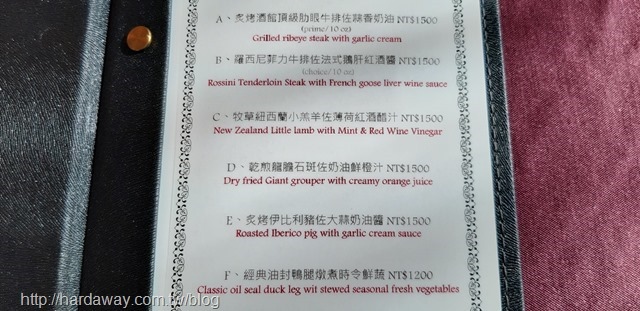 A、炙烤酒館頂級肋眼牛排佐蒜香奶油 NT$1500
(prime/10 oz)
Grilled ribeye steak with garlic cream
B、羅西尼菲力牛排佐法式鵝肝紅酒醬 NT$1500
(choice/10 oz)
Rossini Tenderloin Steak with French goose liver wine sauce
C、牧草紐西蘭小羔羊佐薄荷紅酒醋汁 NT$1500
New Zealand Little lamb with Mint & Red Wine Vinegar
D、乾煎龍膽石斑佐奶油鮮橙汁 NT$1500
Dry fried Giant grouper with creamy orange juice
E、炙烤伊比利豬佐大蒜奶油醬 NT$1500
Roasted Iberico pig with garlic cream sauce
F、經典油封鴨腿燉煮時令鮮蔬 NT$1200
Classic oil seal duck leg wit stewed seasonal fresh vegetables
http://hardaway.com.tw/blog